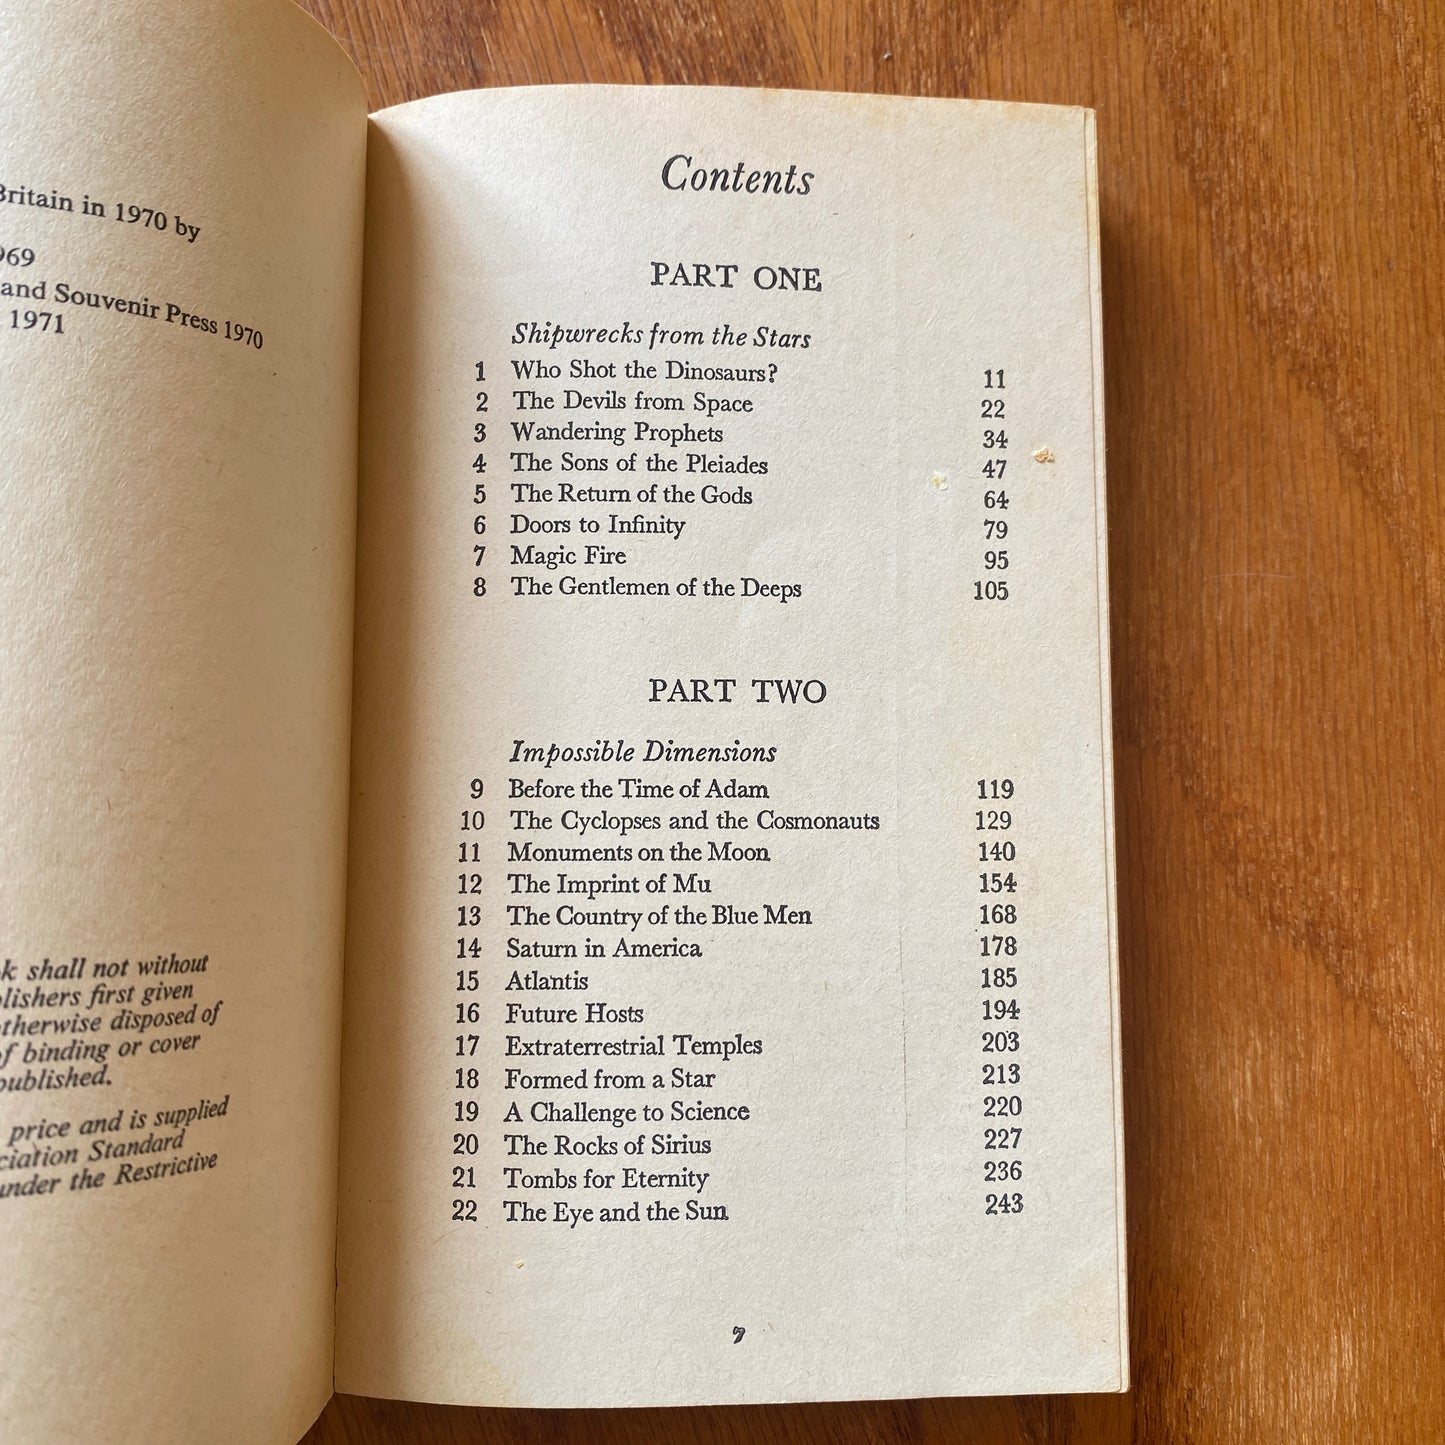 Britain in 1970 by
969
and Souvenir Press 1970
1971
k shall not without
blishers first given
otherwise disposed of
of binding or cover
published.
price and is supplied
ciation Standard
under the Restrictive
Contents
PART ONE
Shipwrecks from the Stars
1 Who Shot the Dinosaurs? 11
2 The Devils from Space 22
3 Wandering Prophets 34
4 The Sons of the Pleiades 47
5 The Return of the Gods 64
6 Doors to Infinity 79
7 Magic Fire 95
8 The Gentlemen of the Deeps 105
PART TWO
Impossible Dimensions
9 Before the Time of Adam 119
10 The Cyclopses and the Cosmonauts 129
11 Monuments on the Moon 140
12 The Imprint of Mu 154
13 The Country of the Blue Men 168
14 Saturn in America 178
15 Atlantis 185
16 Future Hosts 194
17 Extraterrestrial Temples 203
18 Formed from a Star 213
19 A Challenge to Science 220
20 The Rocks of Sirius 227
21 Tombs for Eternity 236
22 The Eye and the Sun 243
7